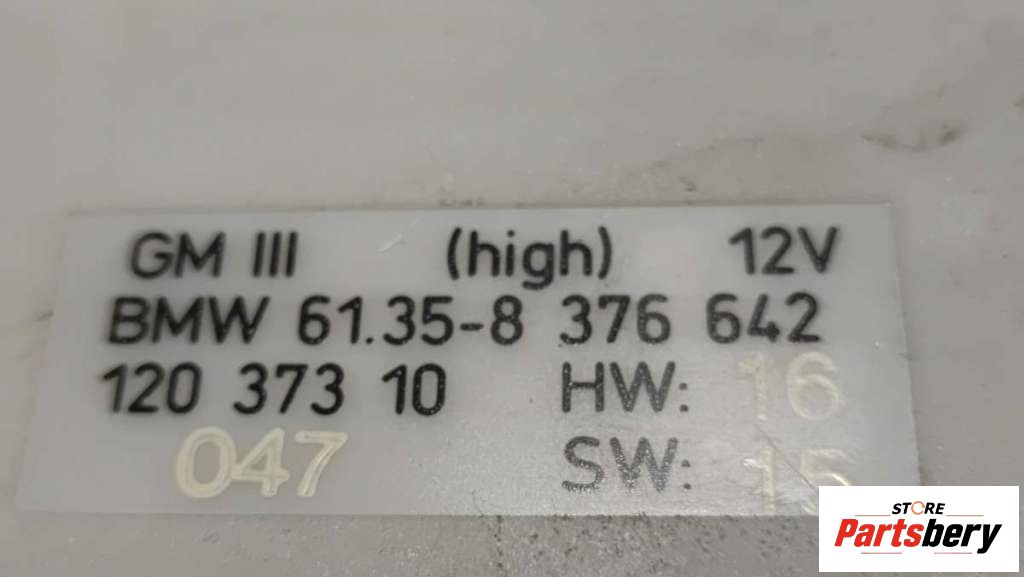 GM III (high) 12V
BMW 61.35-8 376 642
120 373 10 HW: 16
047 SW: 15
STORE
Partsbery